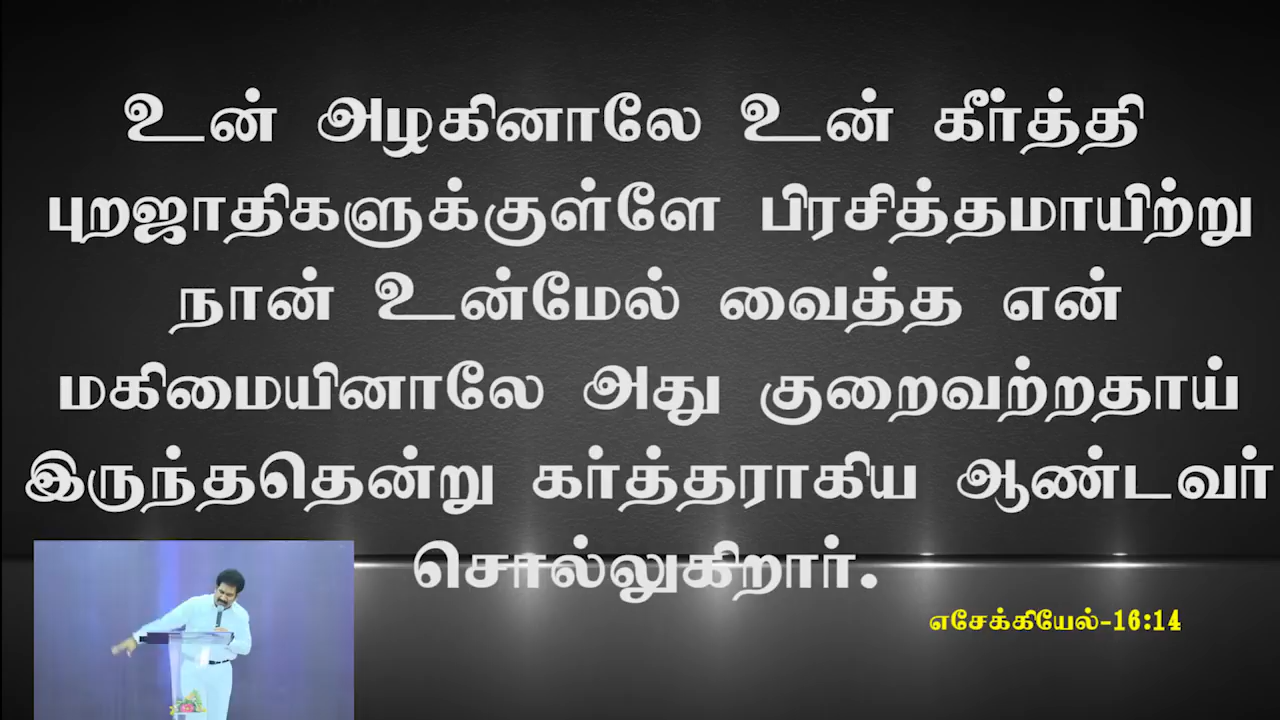 உன் அழகினாலே உன் கீர்த்தி
புறஜாதிகளுக்குள்ளே பிரசித்தமாயிற்று
நான் உன்மேல் வைத்த என்
மகிமையினாலே அது குறைவற்றதாய்
இருந்ததென்று கர்த்தராகிய ஆண்டவர்
சொல்லுகிறார்.
எசேக்கியேல்-16:14